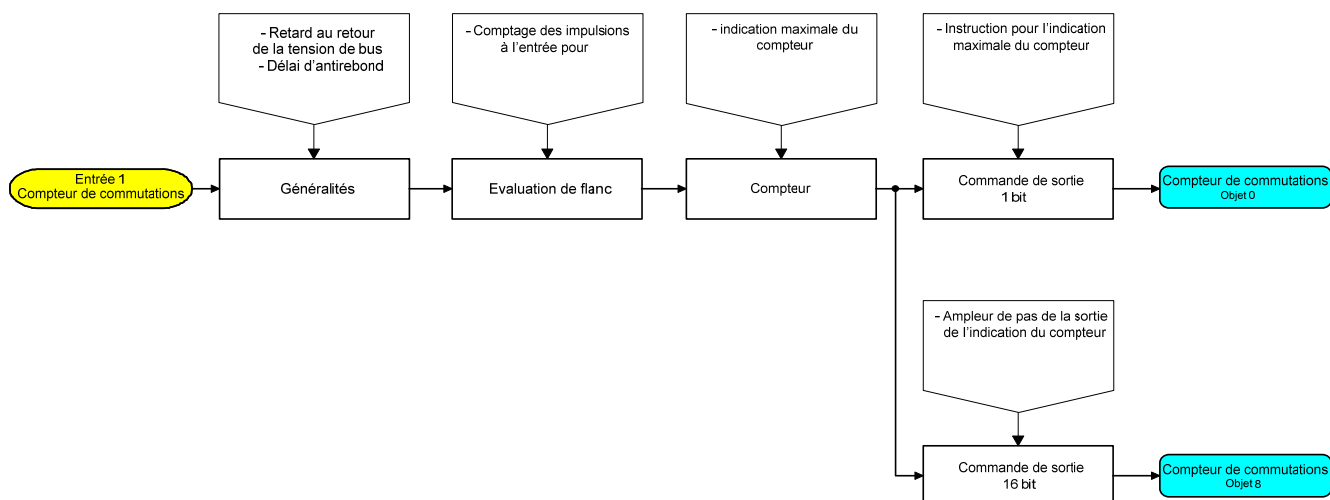 - Retard au retour
de la tension de bus
- Délai d'antirebond
- Comptage des impulsions
à l'entrée pour
- indication maximale du
compteur
- Instruction pour l'indication
maximale du compteur
Entrée 1
Compteur de commutations
Généralités
Evaluation de flanc
Compteur
Commande de sortie
1 bit
Compteur de commutations
Objet 0
- Ampleur de pas de la sortie
de l'indication du compteur
Commande de sortie
16 bit
Compteur de commutations
Objet 8